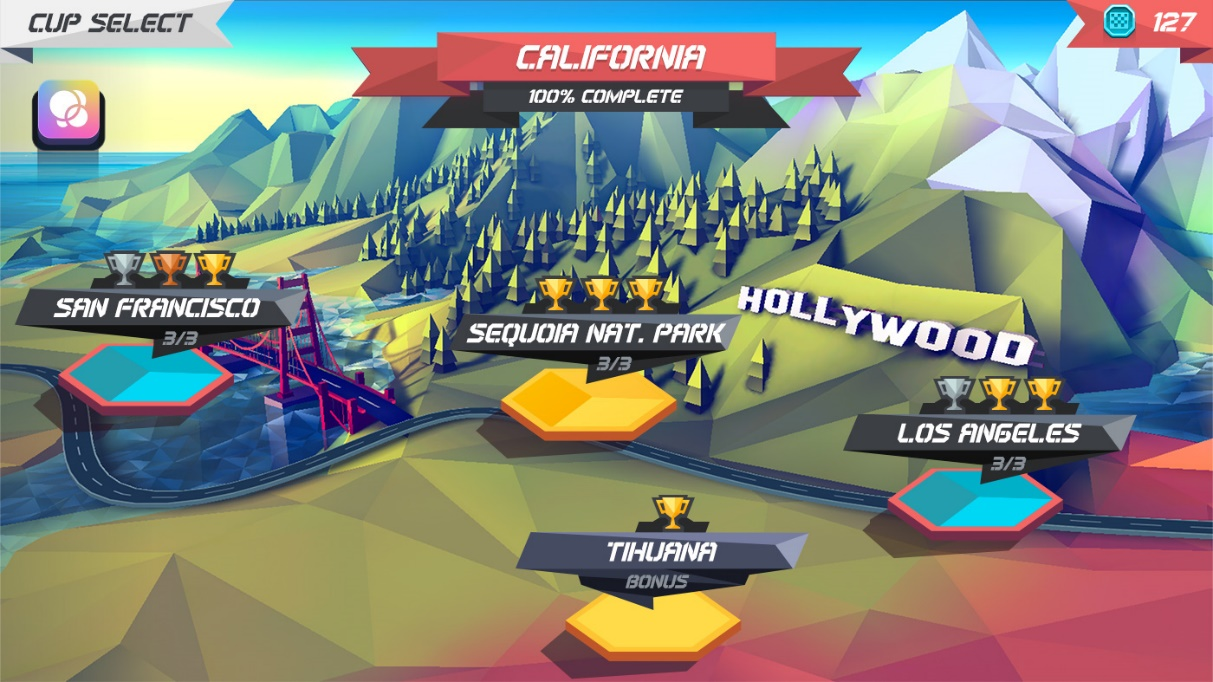 CUP SELECT
127
CALIFORNIA
100% COMPLETE
SAN FRANCISCO
3/3
SEQUOIA NAT. PARK
3/3
HOLLYWOOD
LOS ANGELES
3/3
TIHUANA
BONUS